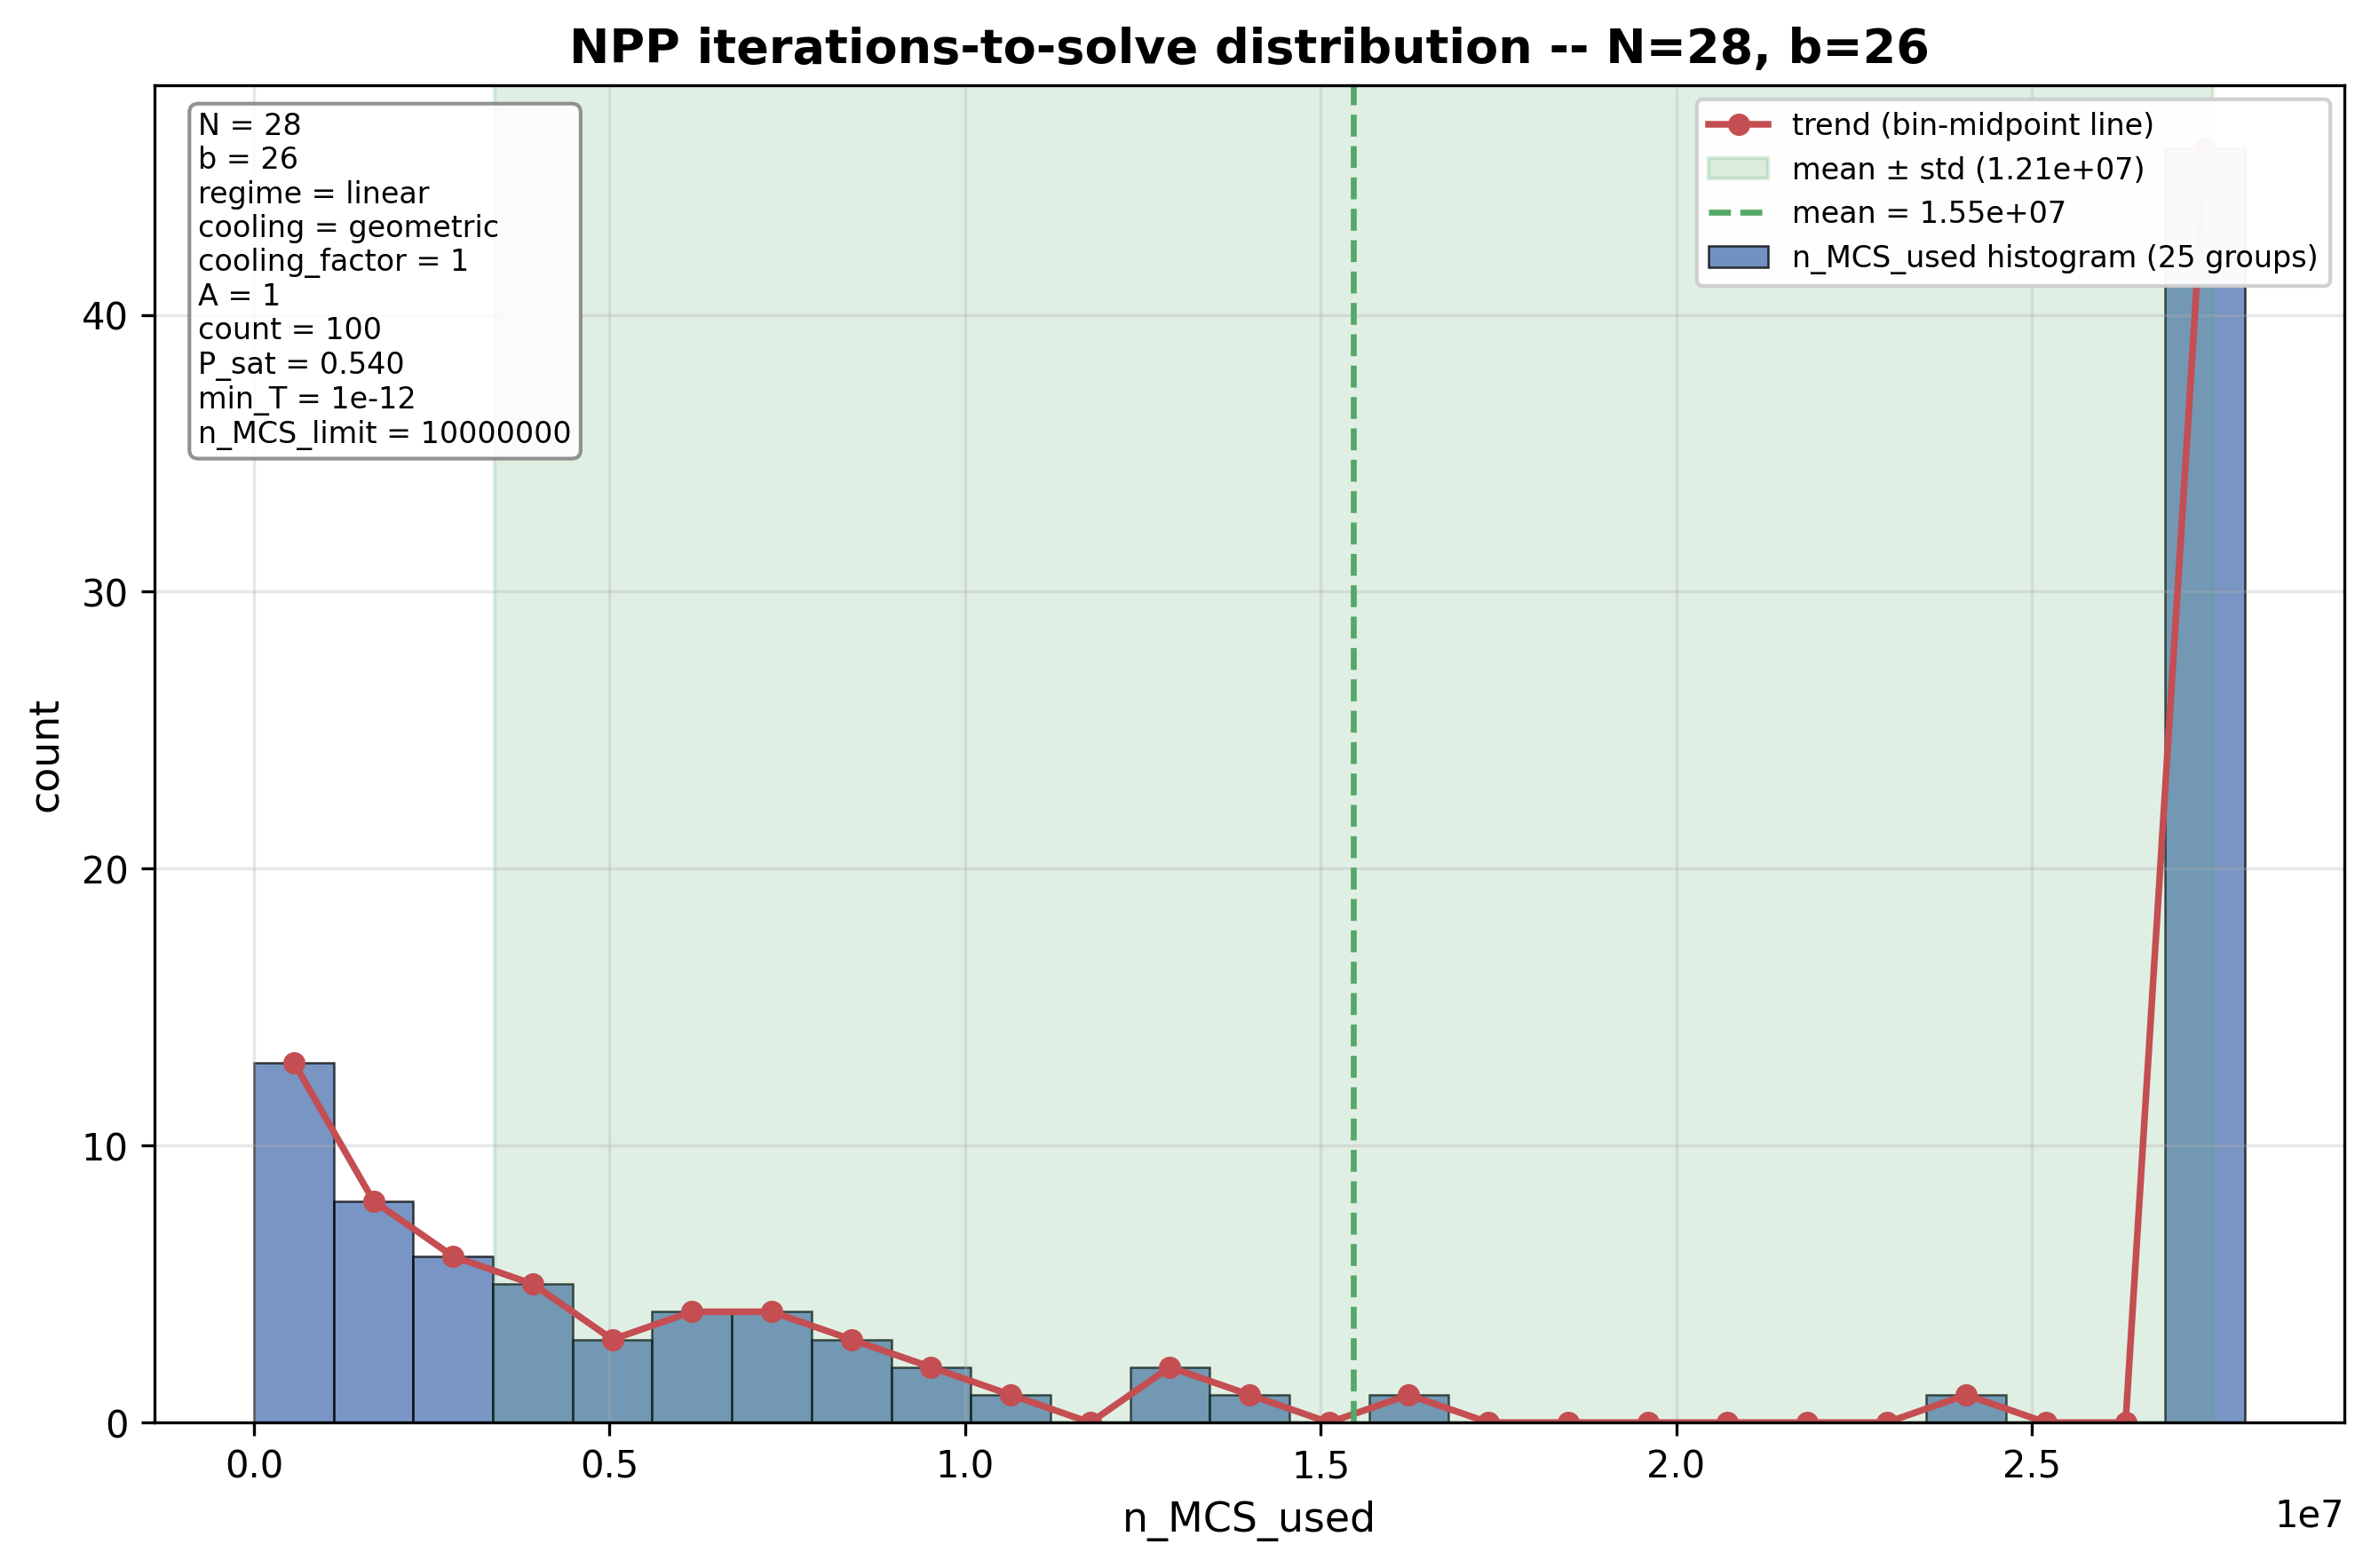 NPP iterations-to-solve distribution -- N=28, b=26
N = 28
b = 26
regime = linear
cooling = geometric
cooling_factor = 1
A = 1
count = 100
P_sat = 0.540
min_T = 1e-12
n_MCS_limit = 10000000
trend (bin-midpoint line)
mean ± std (1.21e+07)
mean = 1.55e+07
n_MCS_used histogram (25 groups)
count
40
30
20
10
0
0.0 0.5 1.0 1.5 2.0 2.5
1e7
n_MCS_used